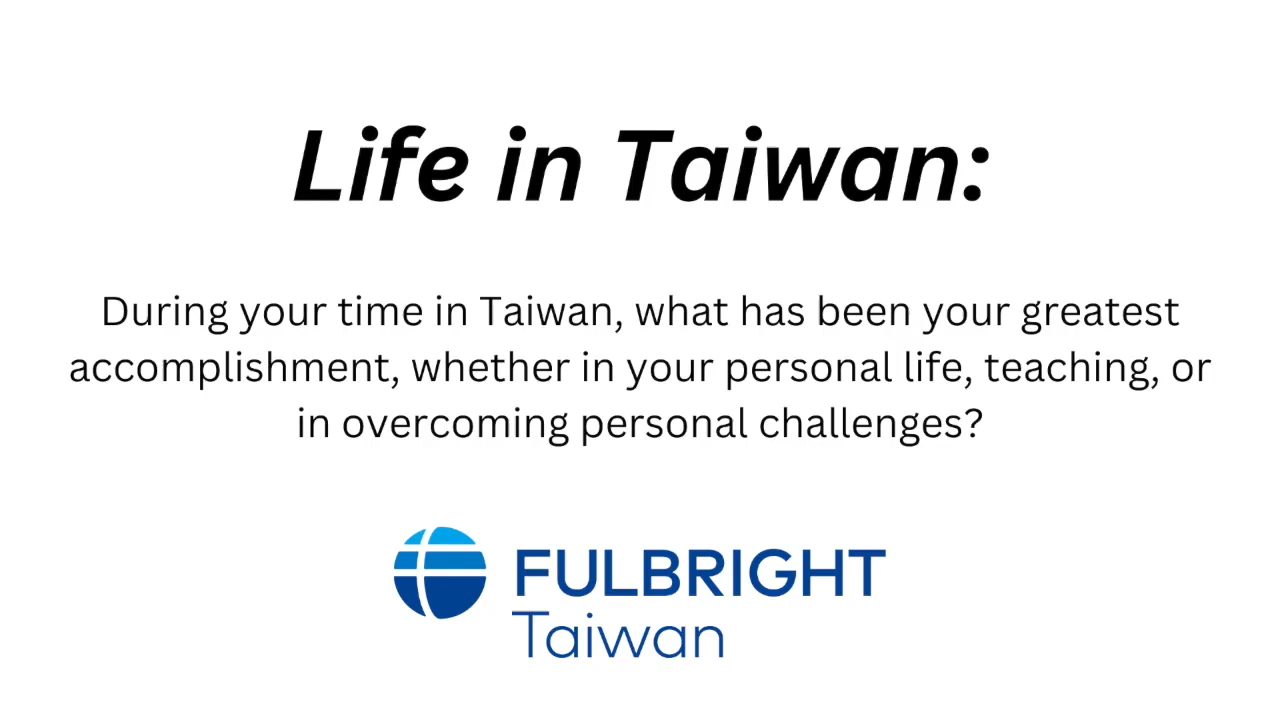 Life in Taiwan:
During your time in Taiwan, what has been your greatest
accomplishment, whether in your personal life, teaching, or
in overcoming personal challenges?
FULBRIGHT
Taiwan